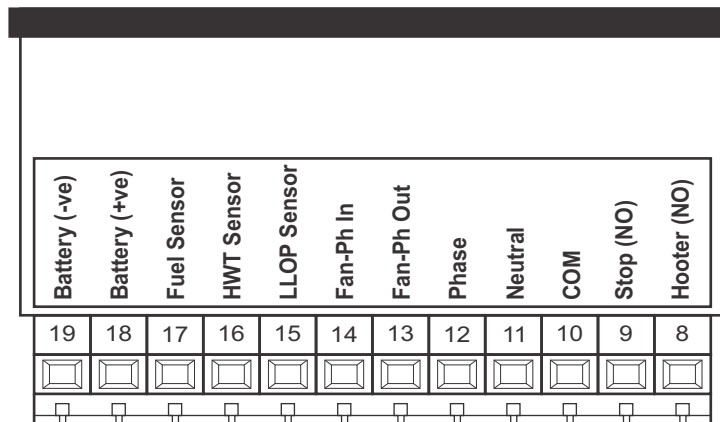 Battery (-ve)
Battery (+ve)
Fuel Sensor
HWT Sensor
LLOP Sensor
Fan-Ph In
Fan-Ph Out
Phase
Neutral
COM
Stop (NO)
Hooter (NO)
19 18 17 16 15 14 13 12 11 10 9 8